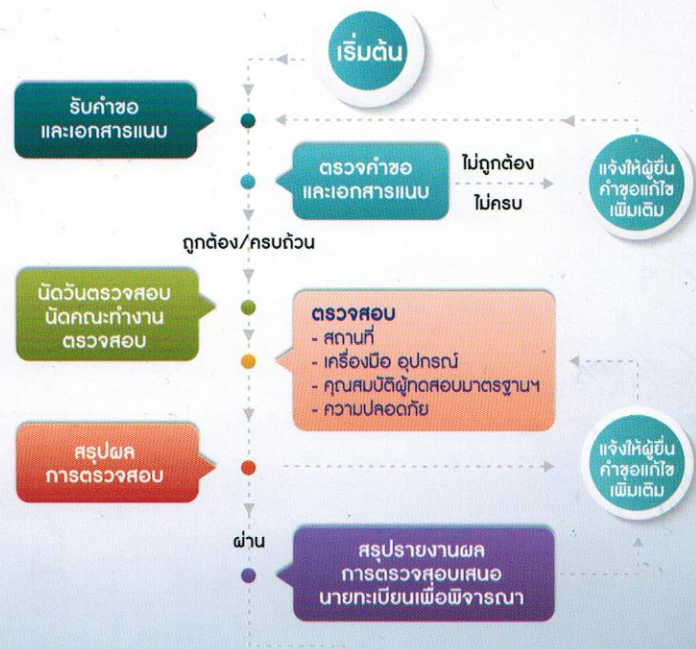 เริ่มต้น
รับคำขอ
และเอกสารแนบ
ตรวจคำขอ
และเอกสารแนบ
ไม่ถูกต้อง
ไม่ครบ
แจ้งให้ผู้ยื่น
คำขอแก้ไข
เพิ่มเติม
ถูกต้อง/ครบถ้วน
นัดวันตรวจสอบ
นัดคณะทำงาน
ตรวจสอบ
ตรวจสอบ
- สถานที่
- เครื่องมือ อุปกรณ์
- คุณสมบัติผู้ทดสอบมาตรฐานฯ
- ความปลอดภัย
สรุปผล
การตรวจสอบ
แจ้งให้ผู้ยื่น
คำขอแก้ไข
เพิ่มเติม
ผ่าน
สรุปรายงานผล
การตรวจสอบเสนอ
นายทะเบียนเพื่อพิจารณา